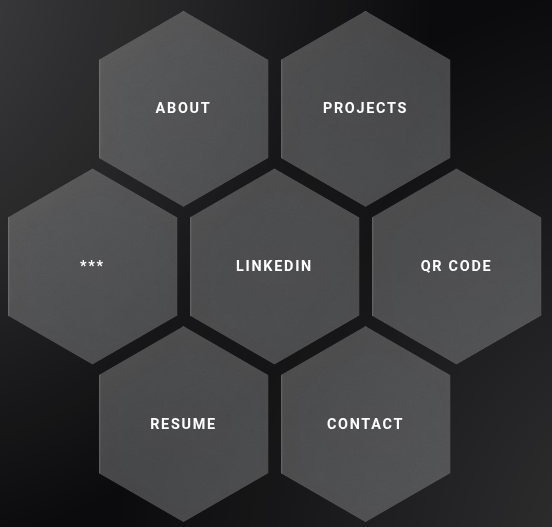 ABOUT
PROJECTS
***
LINKEDIN
QR CODE
RESUME
CONTACT